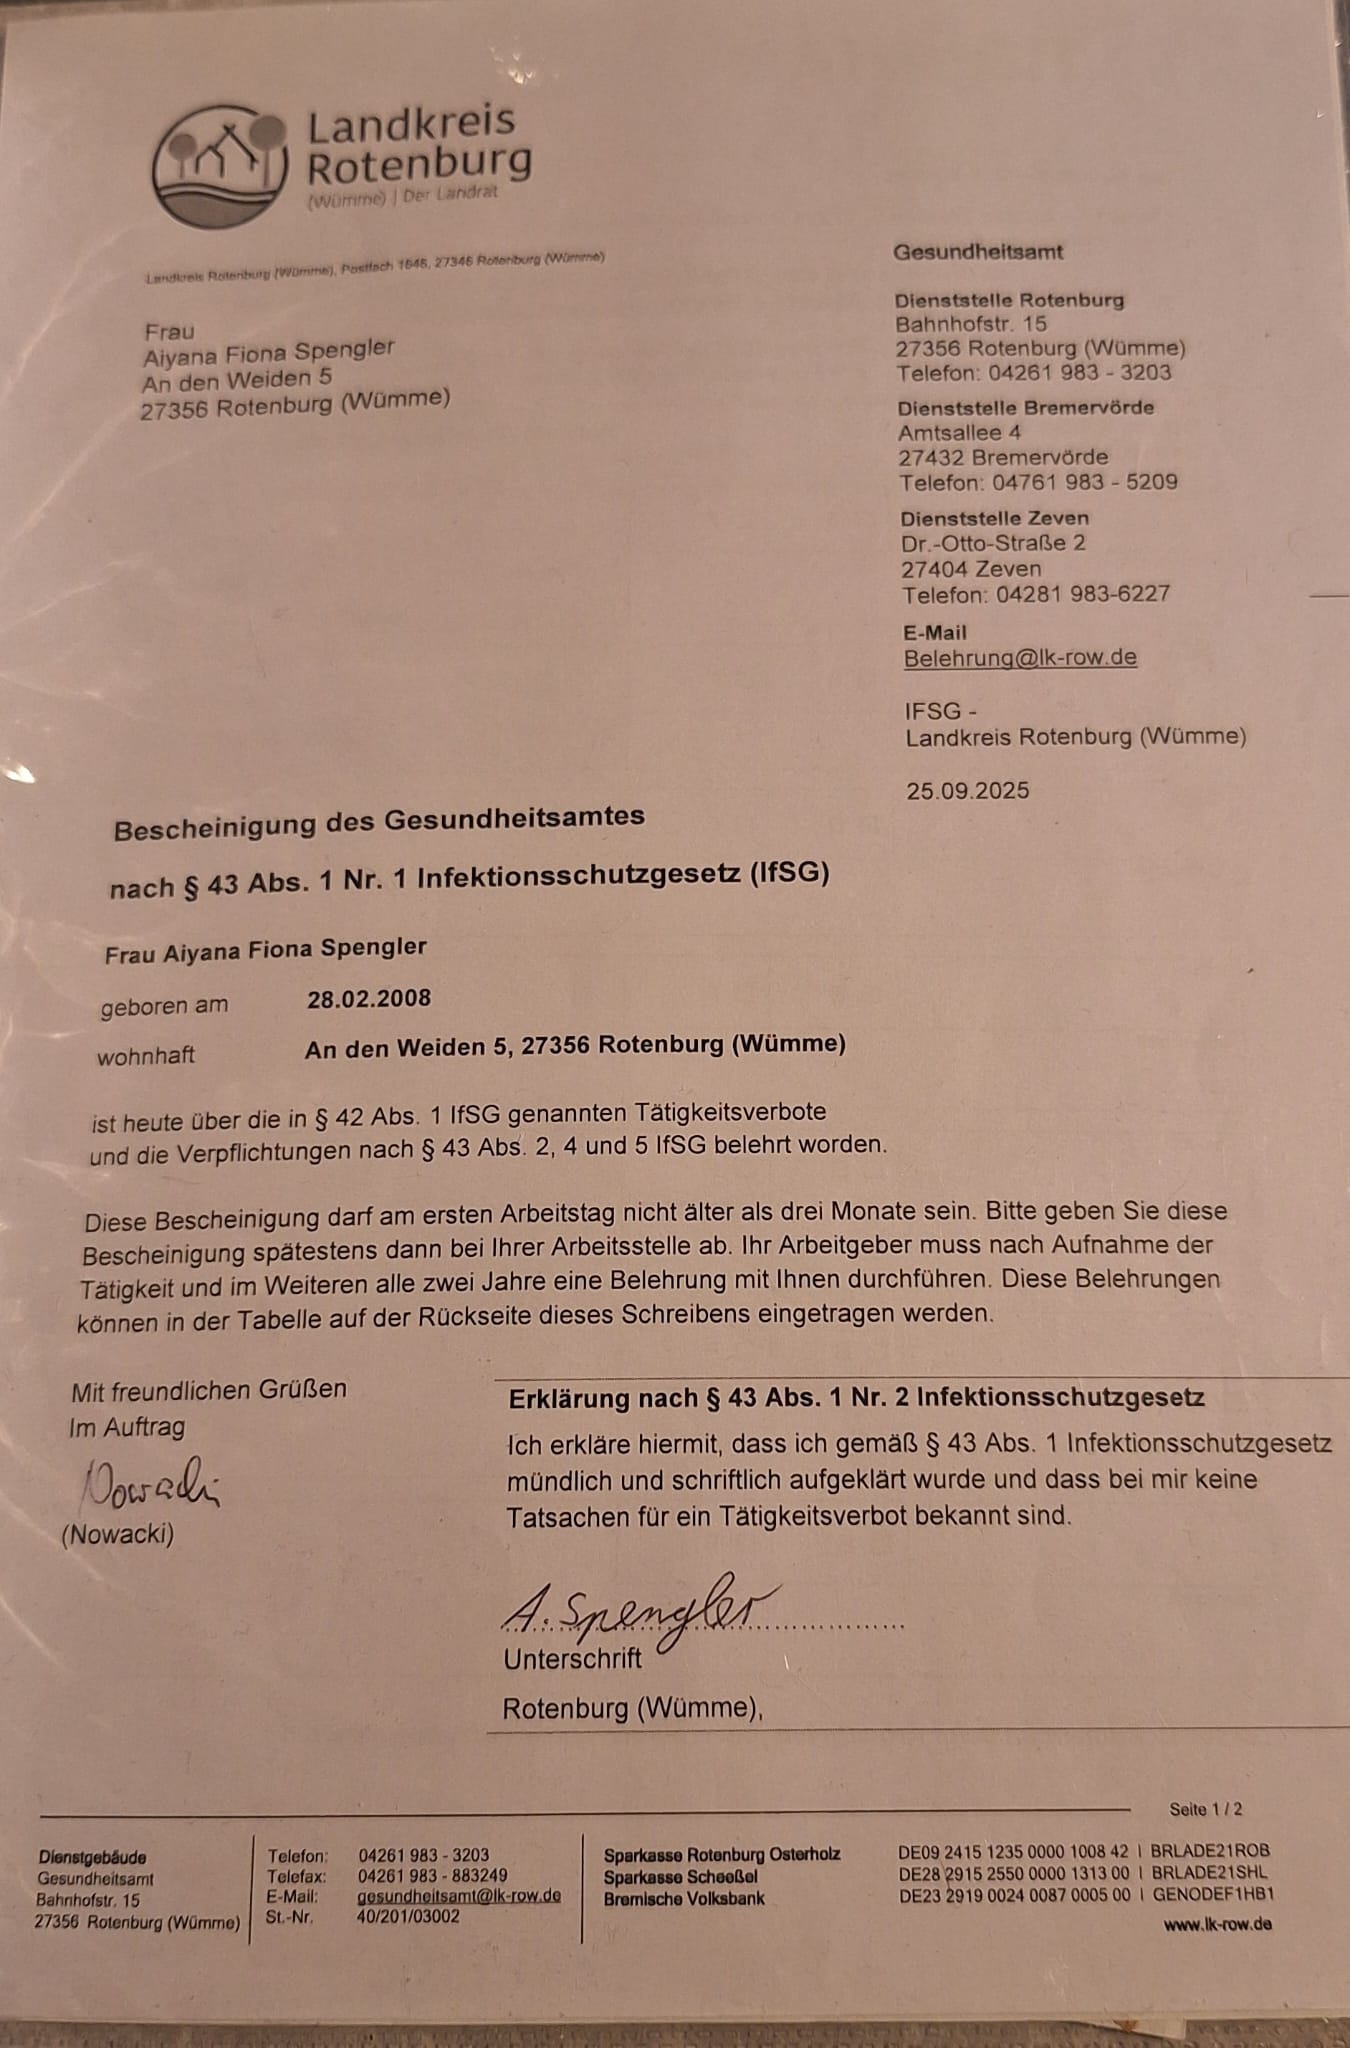 Landkreis
Rotenburg
(Wümme) | Der Landrat
Landkreis Rotenburg (Wümme), Postfach 1646, 27346 Rotenburg (Wümme)
Frau
Aiyana Fiona Spengler
An den Weiden 5
27356 Rotenburg (Wümme)
Gesundheitsamt
Dienststelle Rotenburg
Bahnhofstr. 15
27356 Rotenburg (Wümme)
Telefon: 04261 983 - 3203
Dienststelle Bremervörde
Amtsallee 4
27432 Bremervörde
Telefon: 04761 983 - 5209
Dienststelle Zeven
Dr.-Otto-Straße 2
27404 Zeven
Telefon: 04281 983-6227
E-Mail
Belehrung@lk-row.de
IFSG -
Landkreis Rotenburg (Wümme)
25.09.2025
Bescheinigung des Gesundheitsamtes
nach § 43 Abs. 1 Nr. 1 Infektionsschutzgesetz (IfSG)
Frau Aiyana Fiona Spengler
geboren am 28.02.2008
wohnhaft An den Weiden 5, 27356 Rotenburg (Wümme)
ist heute über die in § 42 Abs. 1 IfSG genannten Tätigkeitsverbote
und die Verpflichtungen nach § 43 Abs. 2, 4 und 5 IfSG belehrt worden.
Diese Bescheinigung darf am ersten Arbeitstag nicht älter als drei Monate sein. Bitte geben Sie diese
Bescheinigung spätestens dann bei Ihrer Arbeitsstelle ab. Ihr Arbeitgeber muss nach Aufnahme der
Tätigkeit und im Weiteren alle zwei Jahre eine Belehrung mit Ihnen durchführen. Diese Belehrungen
können in der Tabelle auf der Rückseite dieses Schreibens eingetragen werden.
Mit freundlichen Grüßen
Im Auftrag
Nowacki
(Nowacki)
Erklärung nach § 43 Abs. 1 Nr. 2 Infektionsschutzgesetz
Ich erkläre hiermit, dass ich gemäß § 43 Abs. 1 Infektionsschutzgesetz
mündlich und schriftlich aufgeklärt wurde und dass bei mir keine
Tatsachen für ein Tätigkeitsverbot bekannt sind.
A. Spengler
Unterschrift
Rotenburg (Wümme),
Seite 1 / 2
Dienstgebäude
Gesundheitsamt
Bahnhofstr. 15
27356 Rotenburg (Wümme)
Telefon: 04261 983 - 3203
Telefax: 04261 983 - 883249
E-Mail: gesundheitsamt@lk-row.de
St.-Nr. 40/201/03002
Sparkasse Rotenburg Osterholz DE09 2415 1235 0000 1008 42 | BRLADE21ROB
Sparkasse Scheeßel DE28 2915 2550 0000 1313 00 | BRLADE21SHL
Bremische Volksbank DE23 2919 0024 0087 0005 00 | GENODEF1HB1
www.lk-row.de